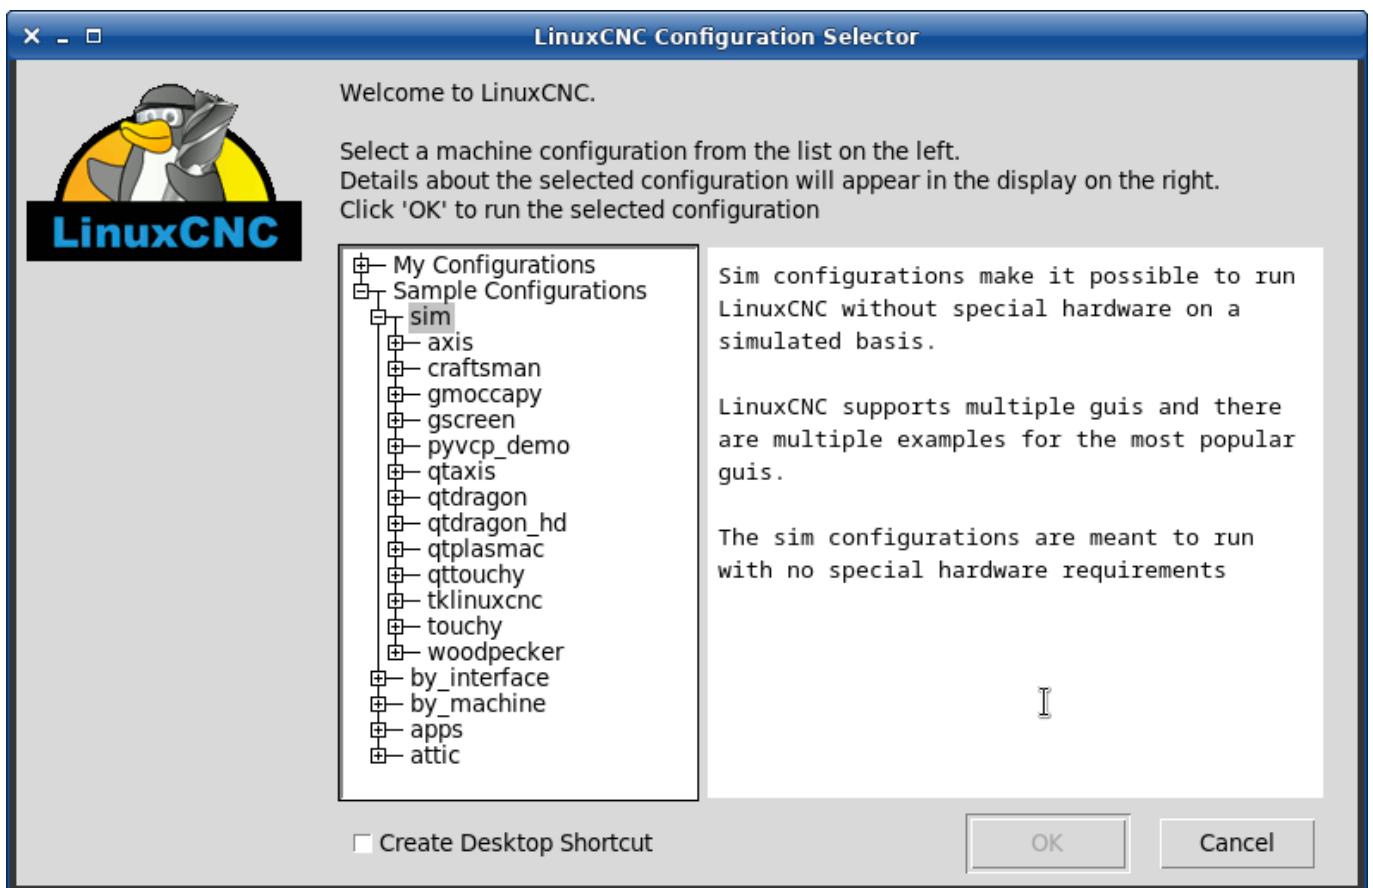 LinuxCNC Configuration Selector
LinuxCNC
Welcome to LinuxCNC.
Select a machine configuration from the list on the left.
Details about the selected configuration will appear in the display on the right.
Click 'OK' to run the selected configuration
My Configurations
Sample Configurations
sim
axis
craftsman
gmoccapy
gscreen
pyvcp_demo
qtaxis
qtdragon
qtdragon_hd
qtplasmac
qttouchy
tklinuxcnc
touchy
woodpecker
by_interface
by_machine
apps
attic
Sim configurations make it possible to run
LinuxCNC without special hardware on a
simulated basis.
LinuxCNC supports multiple guis and there
are multiple examples for the most popular
guis.
The sim configurations are meant to run
with no special hardware requirements
Create Desktop Shortcut
OK
Cancel